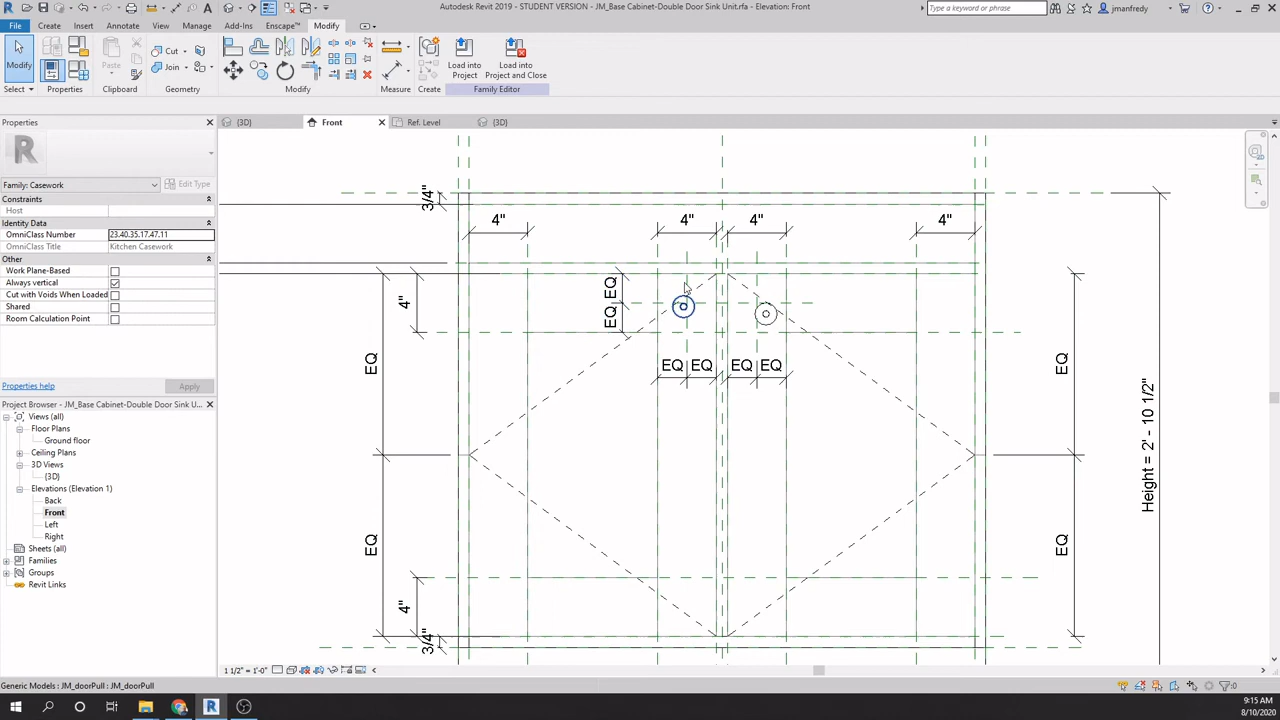 Autodesk Revit 2019 - STUDENT VERSION - JM_Base Cabinet-Double Door Sink Unit.rfa - Elevation: Front
Type a keyword or phrase
jmanfredy
File Create Insert Annotate View Manage Add-Ins Enscape™ Modify
Modify
Paste
Cut
Join
Load into
Project
Load into
Project and Close
Select Properties Clipboard Geometry Modify Measure Create Family Editor
Properties
{3D} Front Ref. Level {3D}
Family: Casework
Edit Type
Constraints
Host
Identity Data
OmniClass Number 23.40.35.17.47.11
OmniClass Title Kitchen Casework
Other
Work Plane-Based
Always vertical
Cut with Voids When Loaded
Shared
Room Calculation Point
Properties help
Apply
Project Browser - JM_Base Cabinet-Double Door Sink U...
Views (all)
Floor Plans
Ground floor
Ceiling Plans
3D Views
{3D}
Elevations (Elevation 1)
Back
Front
Left
Right
Sheets (all)
Families
Groups
Revit Links
3/4"
4" 4" 4" 4"
4"
EQ
EQ
EQ
EQ EQ EQ EQ
EQ
EQ
Height = 2' - 10 1/2"
EQ
EQ
4"
3/4"
1 1/2" = 1'-0"
Generic Models : JM_doorPull : JM_doorPull
:0
9:15 AM
8/10/2020